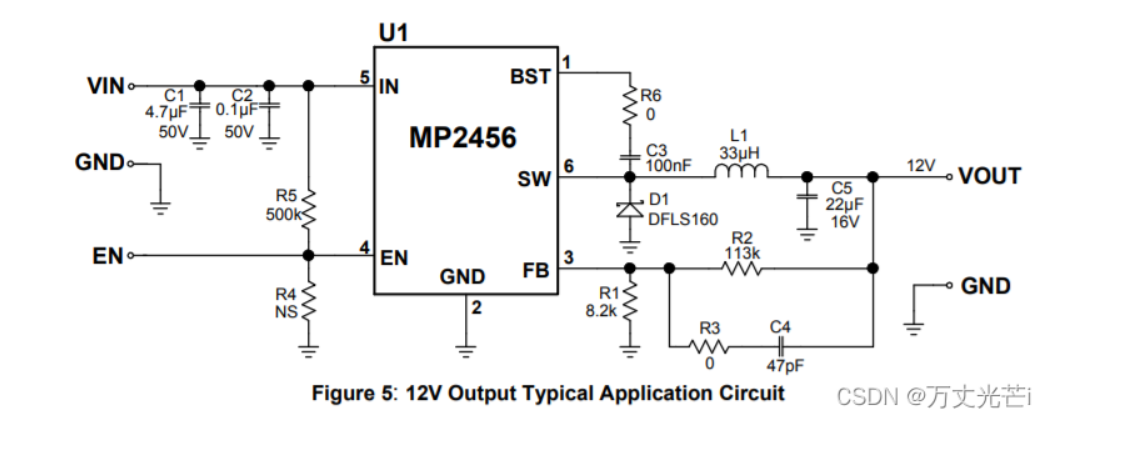 U1
VIN
C1
4.7µF
50V
C2
0.1µF
50V
GND
R5
500k
EN
R4
NS
5
IN
4
EN
MP2456
GND
2
BST
1
SW
6
FB
3
R6
0
C3
100nF
D1
DFLS160
L1
33µH
12V
VOUT
C5
22µF
16V
R2
113k
R1
8.2k
R3
0
C4
47pF
GND
Figure 5: 12V Output Typical Application Circuit
CSDN @万丈光芒i